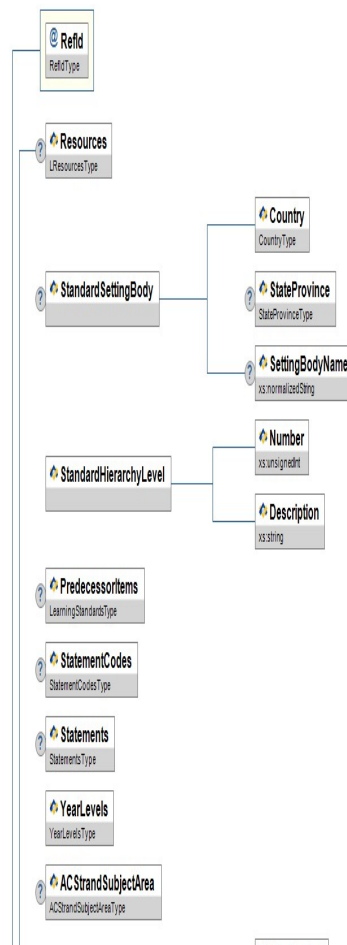 @ RefId
RefIdType
? Resources
LResourcesType
Country
CountryType
? StandardSettingBody
? StateProvince
StateProvinceType
? SettingBodyName
xs:normalizedString
Number
xs:unsignedInt
StandardHierarchyLevel
Description
xs:string
? PredecessorItems
LearningStandardsType
? StatementCodes
StatementCodesType
? Statements
StatementsType
YearLevels
YearLevelsType
? ACStrandSubjectArea
ACStrandSubjectAreaType